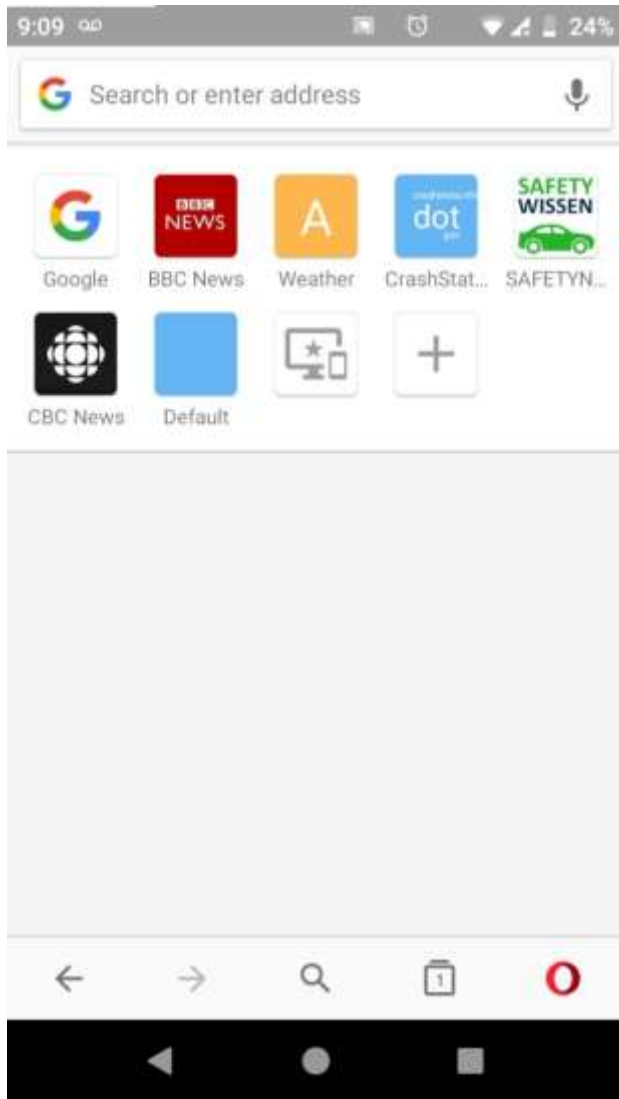 9:09
24%
Search or enter address
BBC
NEWS
A
dot
gov
SAFETY
WISSEN
Google
BBC News
Weather
CrashStat...
SAFETYN...
CBC News
Default
1